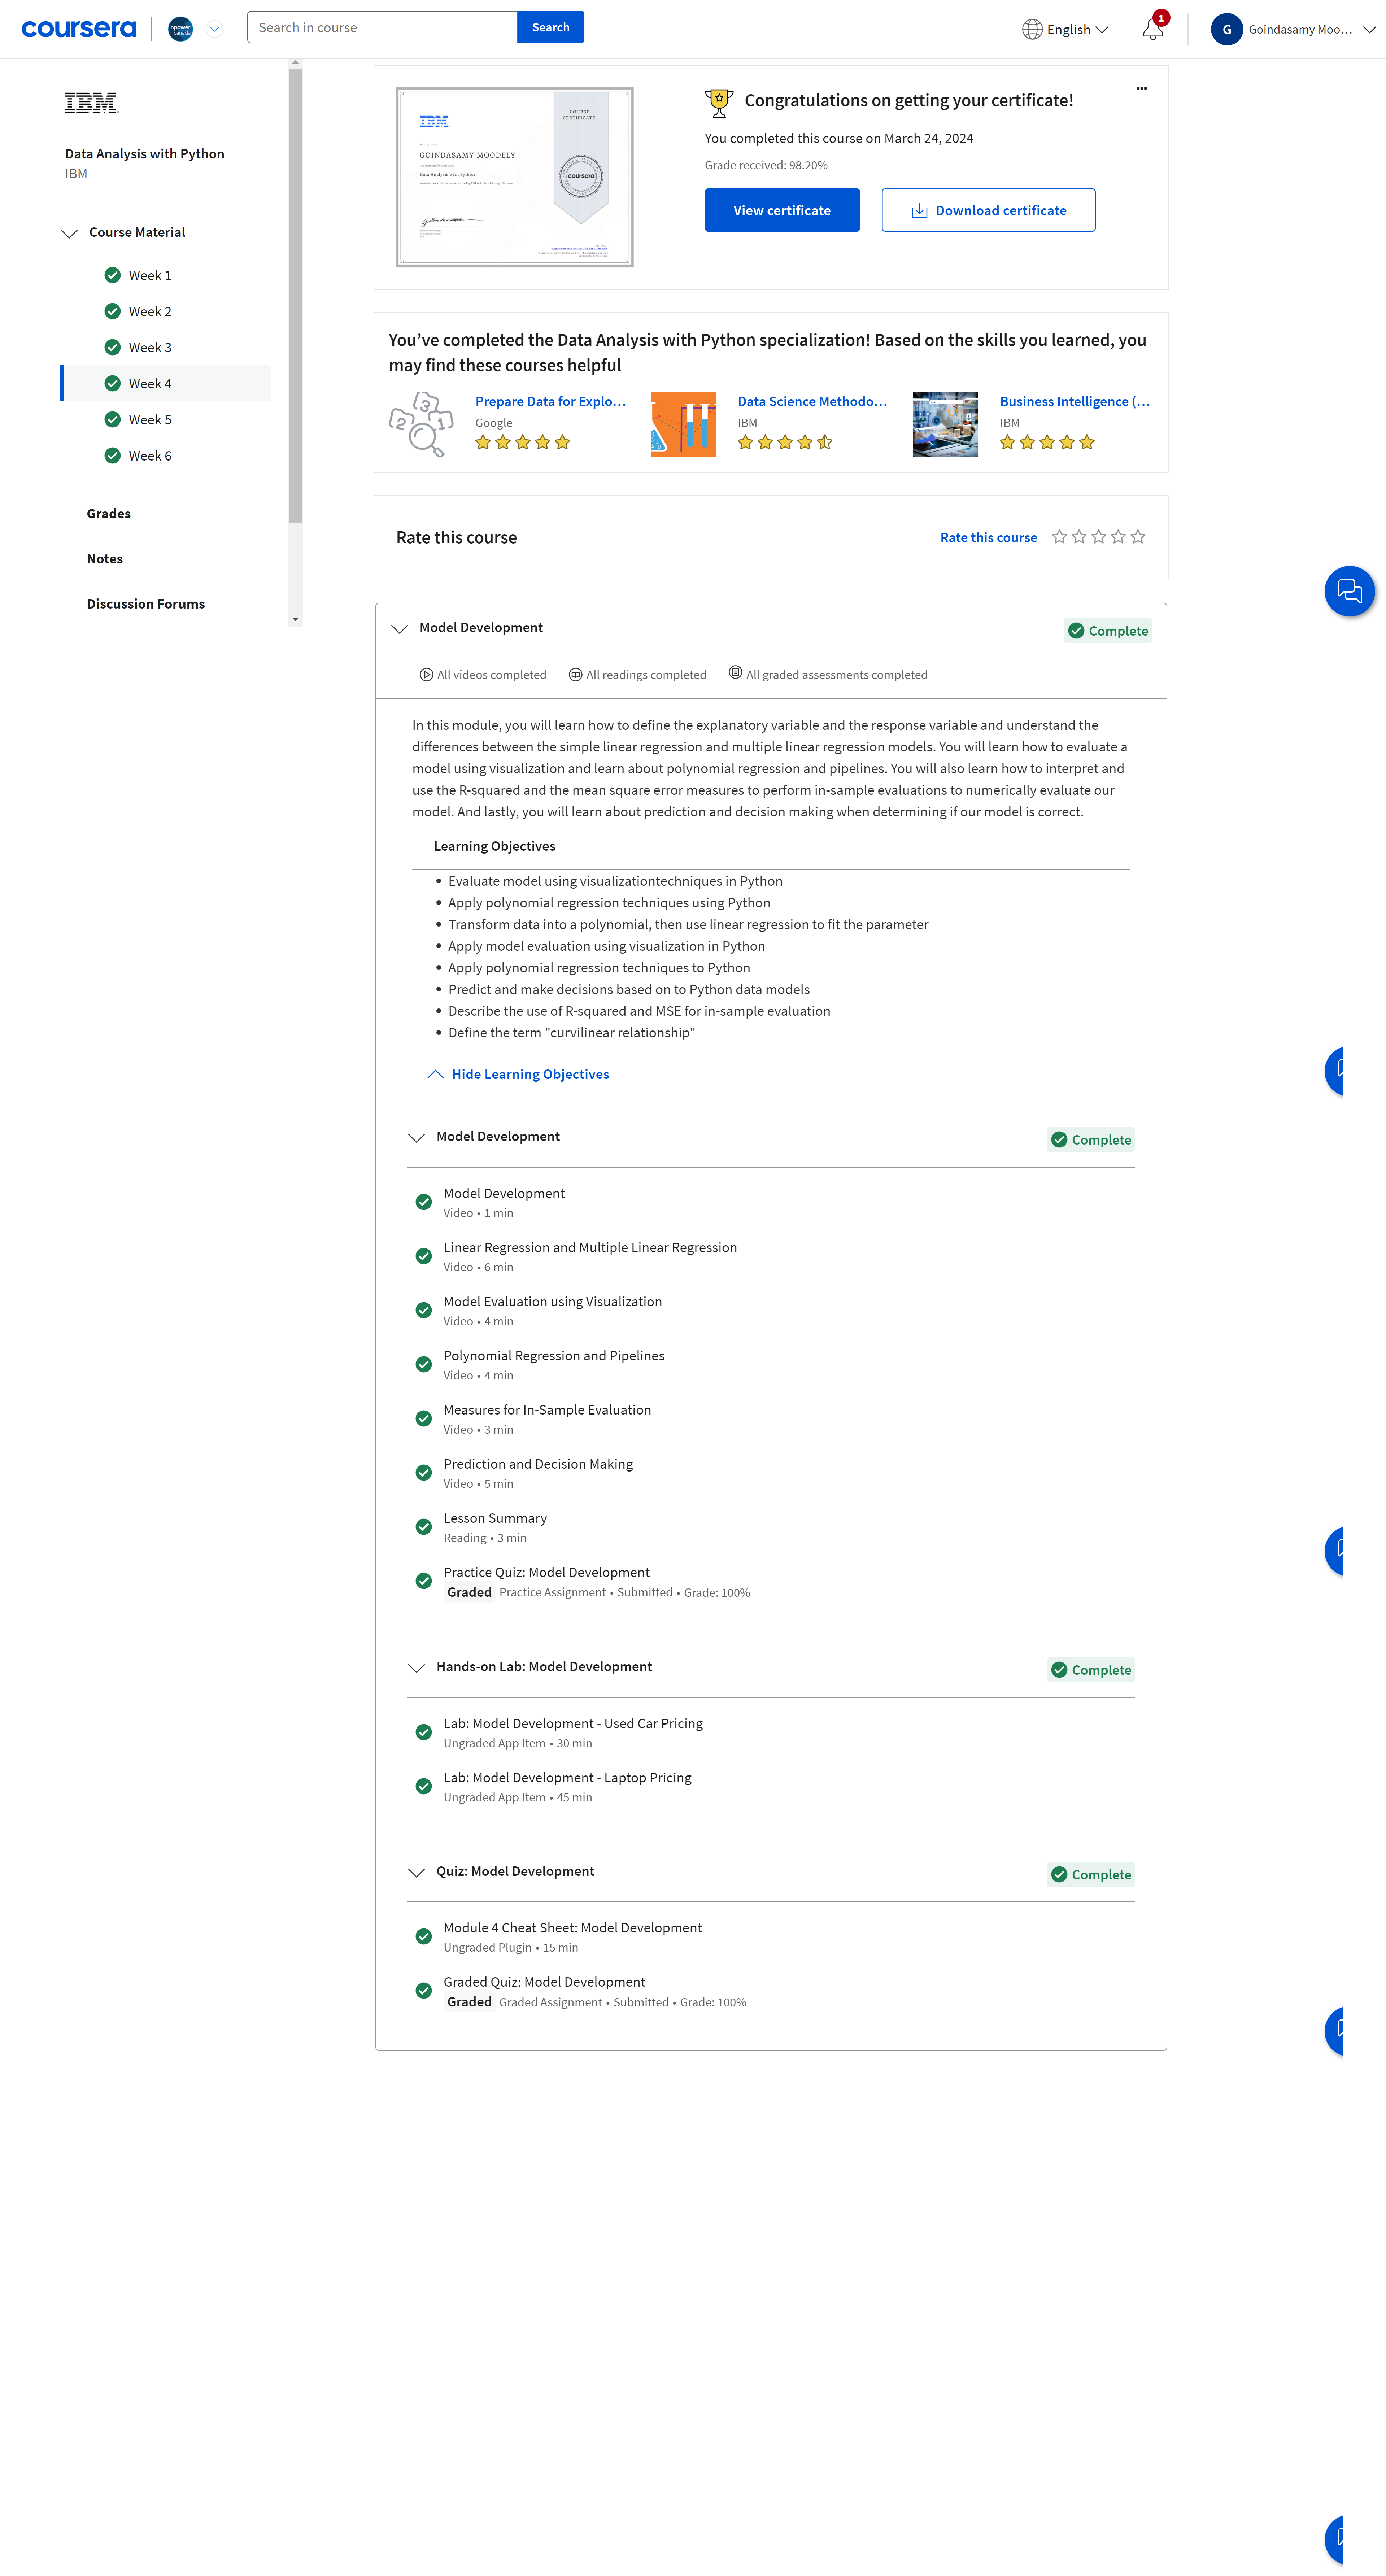 coursera
npower
canada
Search in course
Search
English
1
G
Goindasamy Moo...
IBM
Data Analysis with Python
IBM
Course Material
Week 1
Week 2
Week 3
Week 4
Week 5
Week 6
Grades
Notes
Discussion Forums
IBM
COURSE
CERTIFICATE
GOINDASAMY MOODELY
Data Analysis with Python
coursera
Congratulations on getting your certificate!
You completed this course on March 24, 2024
Grade received: 98.20%
View certificate
Download certificate
You’ve completed the Data Analysis with Python specialization! Based on the skills you learned, you
may find these courses helpful
Prepare Data for Explo...
Google
Data Science Methodo...
IBM
Business Intelligence (...
IBM
Rate this course
Rate this course
Model Development
Complete
All videos completed
All readings completed
All graded assessments completed
In this module, you will learn how to define the explanatory variable and the response variable and understand the
differences between the simple linear regression and multiple linear regression models. You will learn how to evaluate a
model using visualization and learn about polynomial regression and pipelines. You will also learn how to interpret and
use the R-squared and the mean square error measures to perform in-sample evaluations to numerically evaluate our
model. And lastly, you will learn about prediction and decision making when determining if our model is correct.
Learning Objectives
• Evaluate model using visualizationtechniques in Python
• Apply polynomial regression techniques using Python
• Transform data into a polynomial, then use linear regression to fit the parameter
• Apply model evaluation using visualization in Python
• Apply polynomial regression techniques to Python
• Predict and make decisions based on to Python data models
• Describe the use of R-squared and MSE for in-sample evaluation
• Define the term "curvilinear relationship"
Hide Learning Objectives
Model Development
Complete
Model Development
Video • 1 min
Linear Regression and Multiple Linear Regression
Video • 6 min
Model Evaluation using Visualization
Video • 4 min
Polynomial Regression and Pipelines
Video • 4 min
Measures for In-Sample Evaluation
Video • 3 min
Prediction and Decision Making
Video • 5 min
Lesson Summary
Reading • 3 min
Practice Quiz: Model Development
Graded Practice Assignment • Submitted • Grade: 100%
Hands-on Lab: Model Development
Complete
Lab: Model Development - Used Car Pricing
Ungraded App Item • 30 min
Lab: Model Development - Laptop Pricing
Ungraded App Item • 45 min
Quiz: Model Development
Complete
Module 4 Cheat Sheet: Model Development
Ungraded Plugin • 15 min
Graded Quiz: Model Development
Graded Graded Assignment • Submitted • Grade: 100%